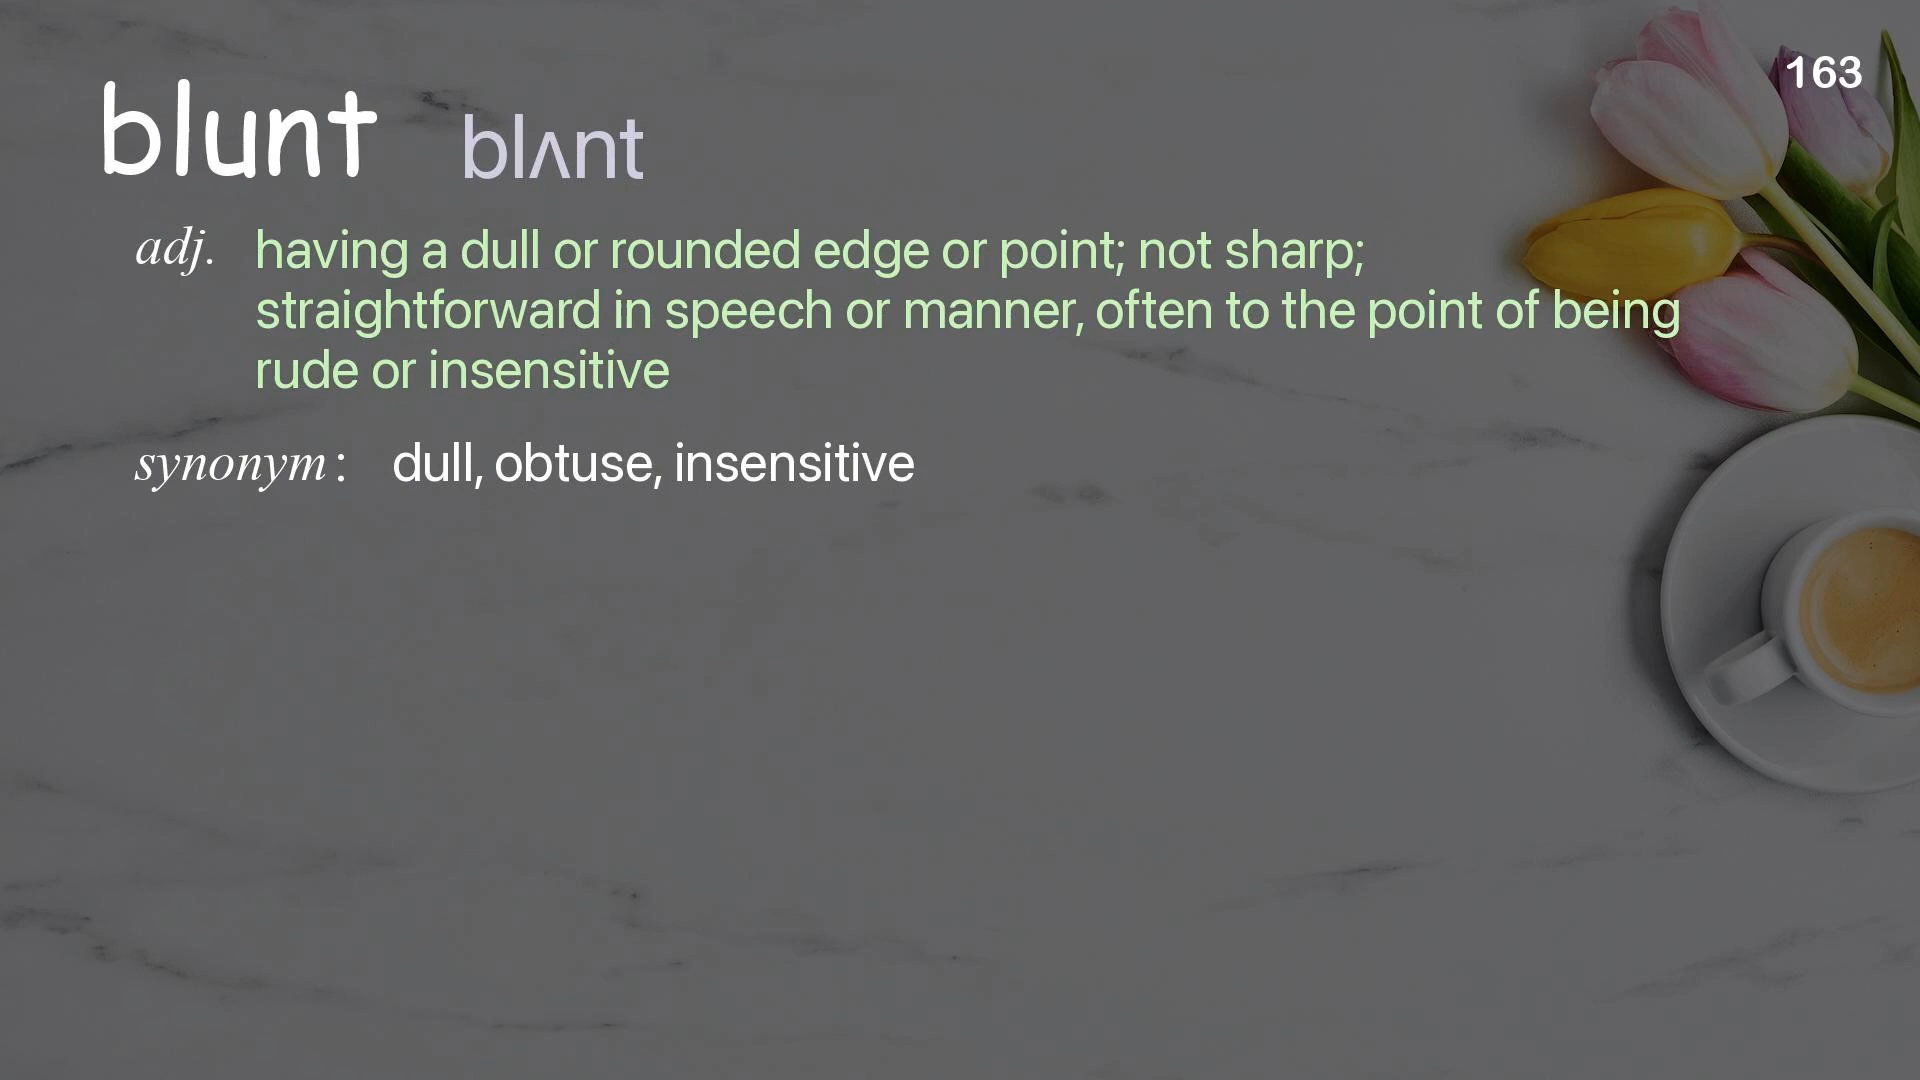 163
blunt blʌnt
adj. having a dull or rounded edge or point; not sharp;
straightforward in speech or manner, often to the point of being
rude or insensitive
synonym: dull, obtuse, insensitive